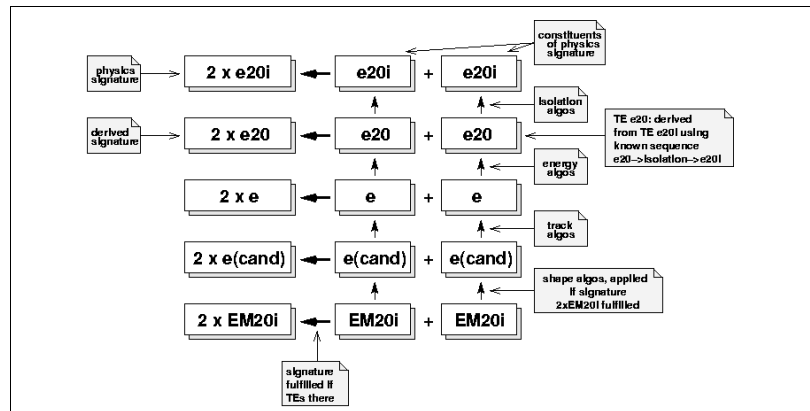 constituents
of physics
signature
physics
signature
2 x e20i
e20i + e20i
isolation
algos
derived
signature
2 x e20
e20 + e20
TE e20: derived
from TE e20i using
known sequence
e20->isolation->e20i
energy
algos
2 x e
e + e
track
algos
2 x e(cand)
e(cand) + e(cand)
shape algos, applied
if signature
2xEM20i fulfilled
2 x EM20i
EM20i + EM20i
signature
fulfilled if
TEs there